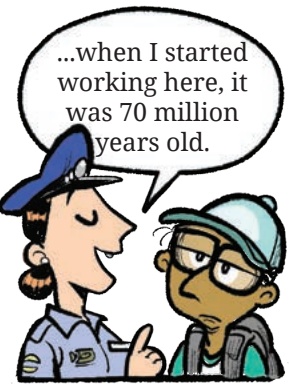 ...when I started
working here, it
was 70 million
years old.